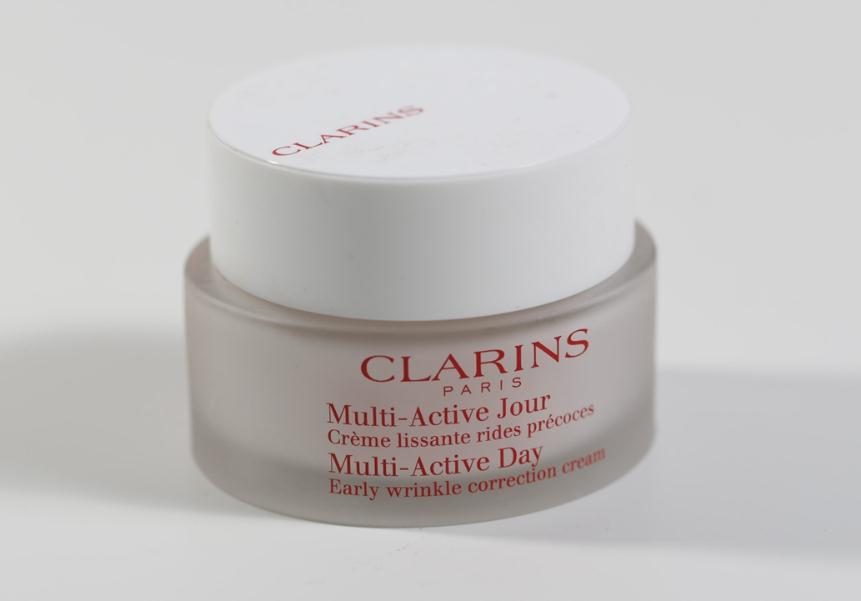 CLARINS
CLARINS
PARIS
Multi-Active Jour
Crème lissante rides précoces
Multi-Active Day
Early wrinkle correction cream